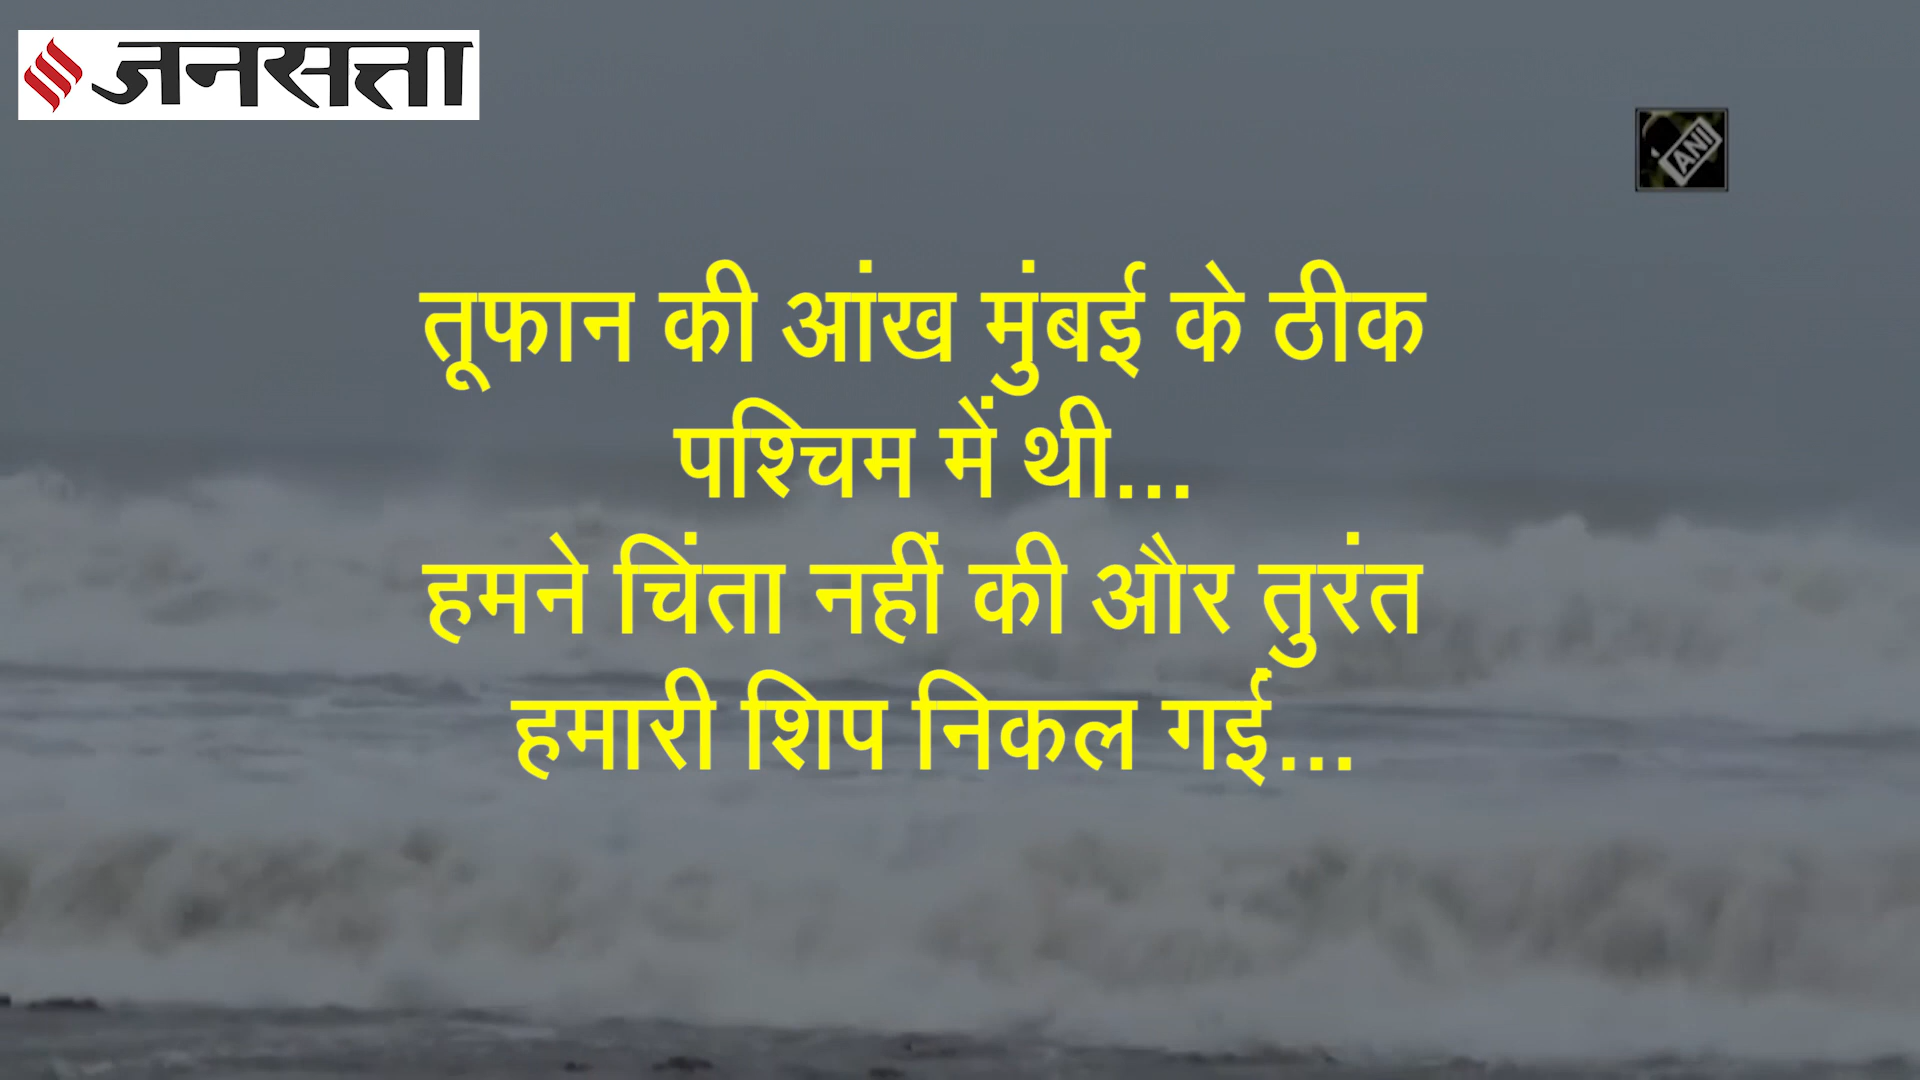 जनसत्ता
ANI
तूफान की आंख मुंबई के ठीक
पश्चिम में थी...
हमने चिंता नहीं की और तुरंत
हमारी शिप निकल गई...